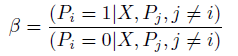 β = (P_i = 1|X, P_j, j ≠ i) / (P_i = 0|X, P_j, j ≠ i)